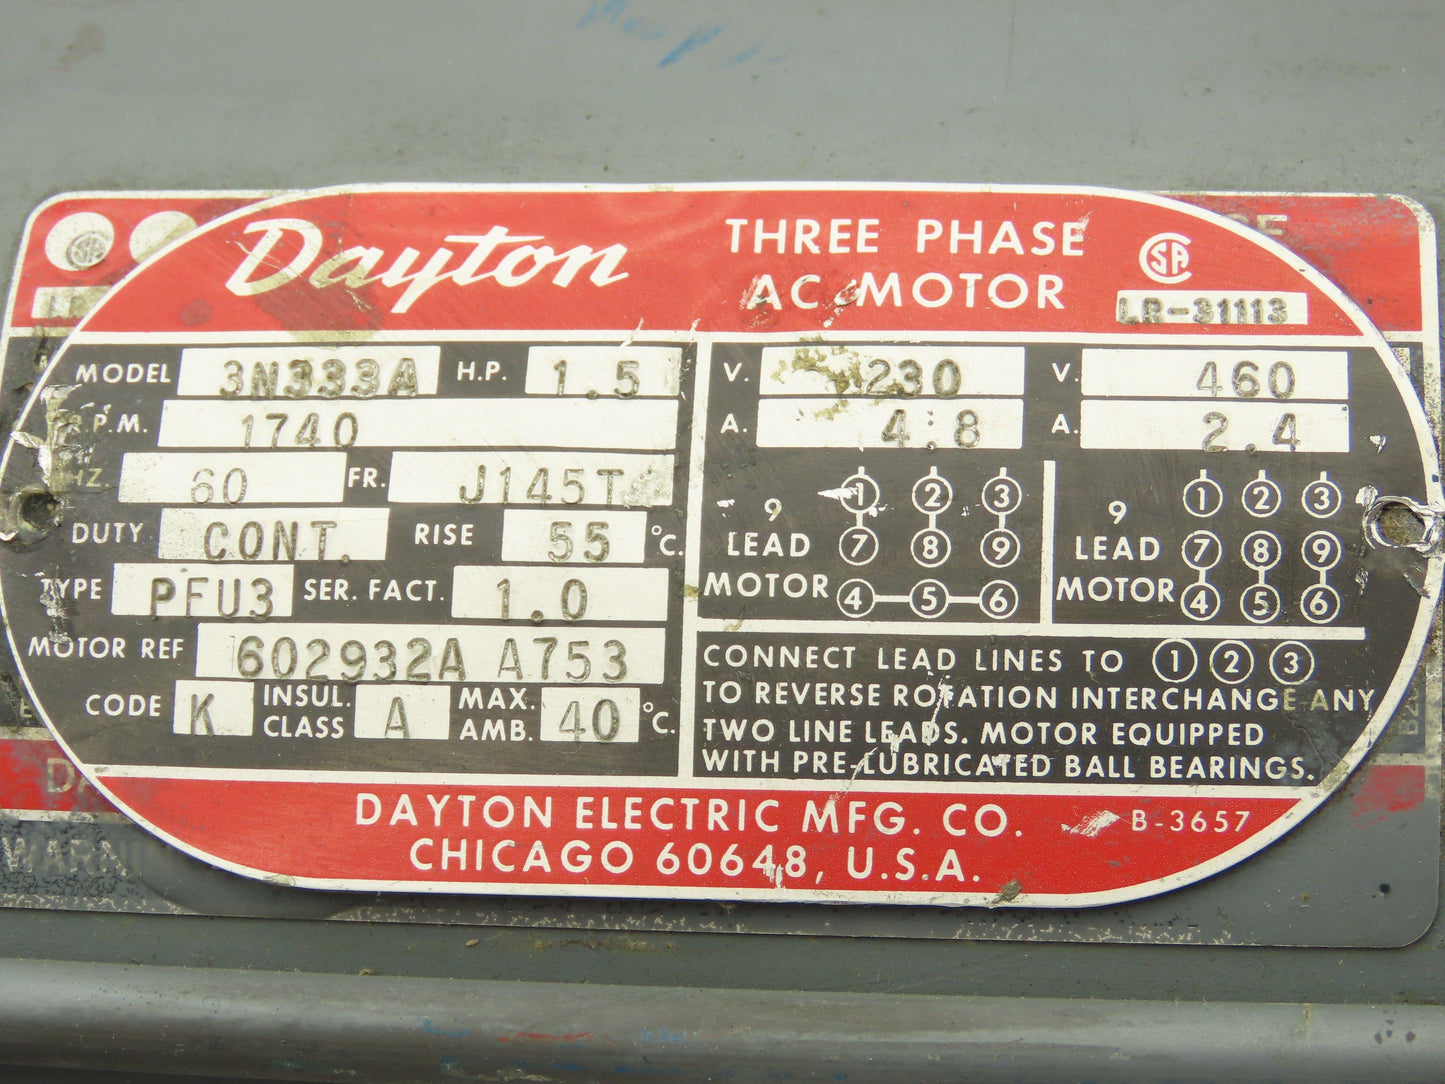 Dayton
THREE PHASE
AC MOTOR
CSA
LR-31113
MODEL 3N333A H.P. 1.5
R.P.M. 1740
HZ. 60 FR. J145T
DUTY CONT. RISE 55 °C.
TYPE PFU3 SER. FACT. 1.0
MOTOR REF 602932A A753
CODE K INSUL. CLASS A MAX. AMB. 40 °C.
V. 230 V. 460
A. 4.8 A. 2.4
9 LEAD MOTOR
1 2 3
7 8 9
4 5 6
9 LEAD MOTOR
1 2 3
7 8 9
4 5 6
CONNECT LEAD LINES TO 1 2 3
TO REVERSE ROTATION INTERCHANGE ANY
TWO LINE LEADS. MOTOR EQUIPPED
WITH PRE-LUBRICATED BALL BEARINGS.
DAYTON ELECTRIC MFG. CO. B-3657
CHICAGO 60648, U.S.A.